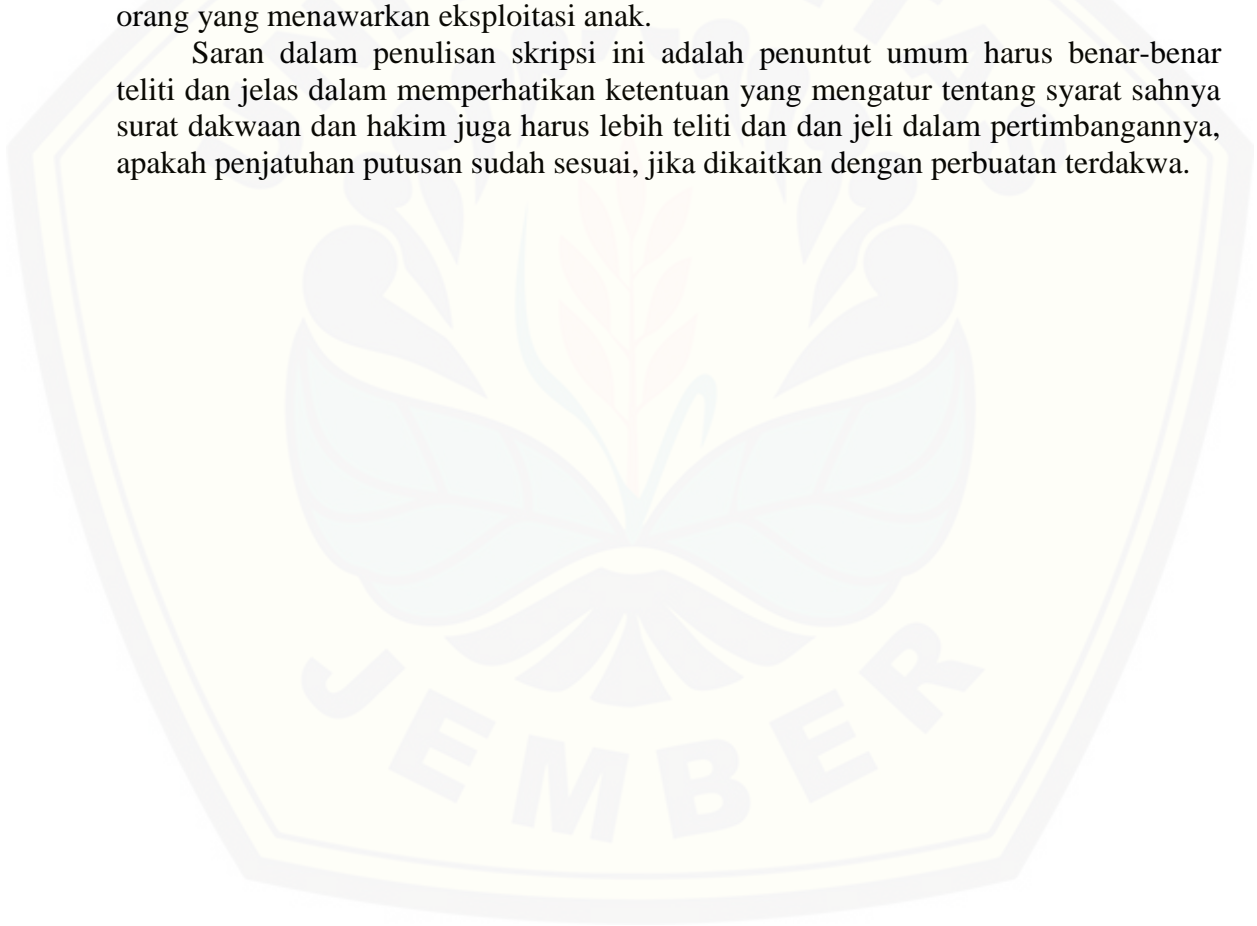 orang yang menawarkan eksploitasi anak.
Saran dalam penulisan skripsi ini adalah penuntut umum harus benar-benar
teliti dan jelas dalam memperhatikan ketentuan yang mengatur tentang syarat sahnya
surat dakwaan dan hakim juga harus lebih teliti dan dan jeli dalam pertimbangannya,
apakah penjatuhan putusan sudah sesuai, jika dikaitkan dengan perbuatan terdakwa.
JEMBER